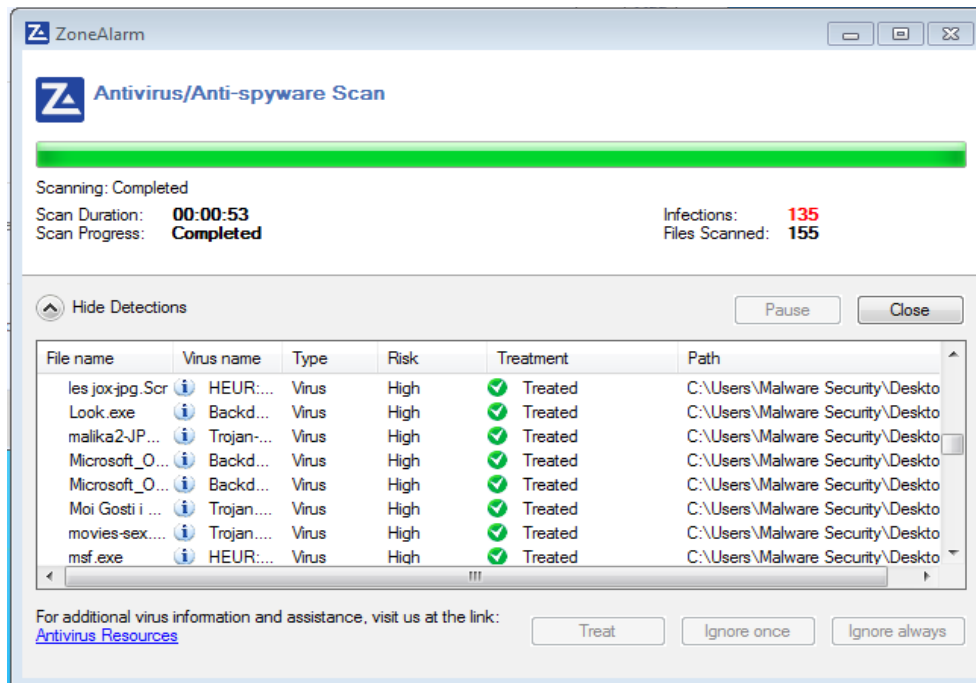 ZoneAlarm
Antivirus/Anti-spyware Scan
Scanning: Completed
Scan Duration: 00:00:53 Infections: 135
Scan Progress: Completed Files Scanned: 155
Hide Detections Pause Close
File name Virus name Type Risk Treatment Path
les jox-jpg.Scr HEUR:... Virus High Treated C:\Users\Malware Security\Deskto
Look.exe Backd... Virus High Treated C:\Users\Malware Security\Deskto
malika2-JP... Trojan-... Virus High Treated C:\Users\Malware Security\Deskto
Microsoft_O... Backd... Virus High Treated C:\Users\Malware Security\Deskto
Microsoft_O... Backd... Virus High Treated C:\Users\Malware Security\Deskto
Moi Gosti i ... Trojan.... Virus High Treated C:\Users\Malware Security\Deskto
movies-sex.... Trojan.... Virus High Treated C:\Users\Malware Security\Deskto
msf.exe HEUR:... Virus High Treated C:\Users\Malware Security\Deskto
For additional virus information and assistance, visit us at the link:
Antivirus Resources Treat Ignore once Ignore always